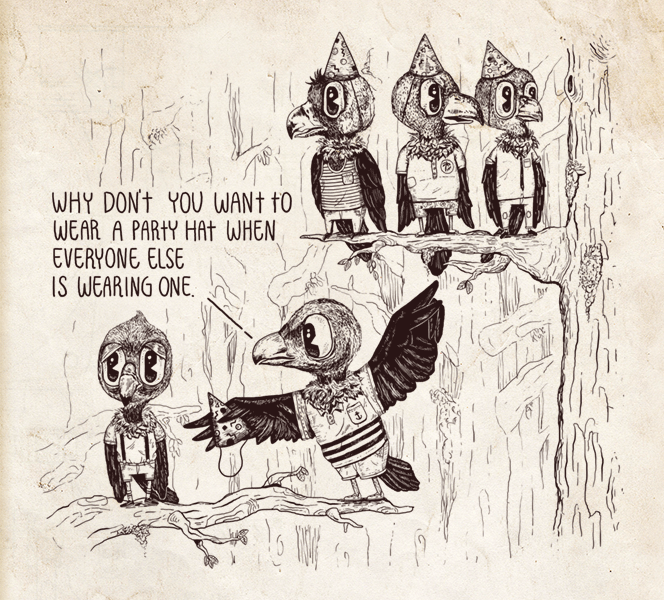 WHY DON'T YOU WANT TO
WEAR A PARTY HAT WHEN
EVERYONE ELSE
IS WEARING ONE.